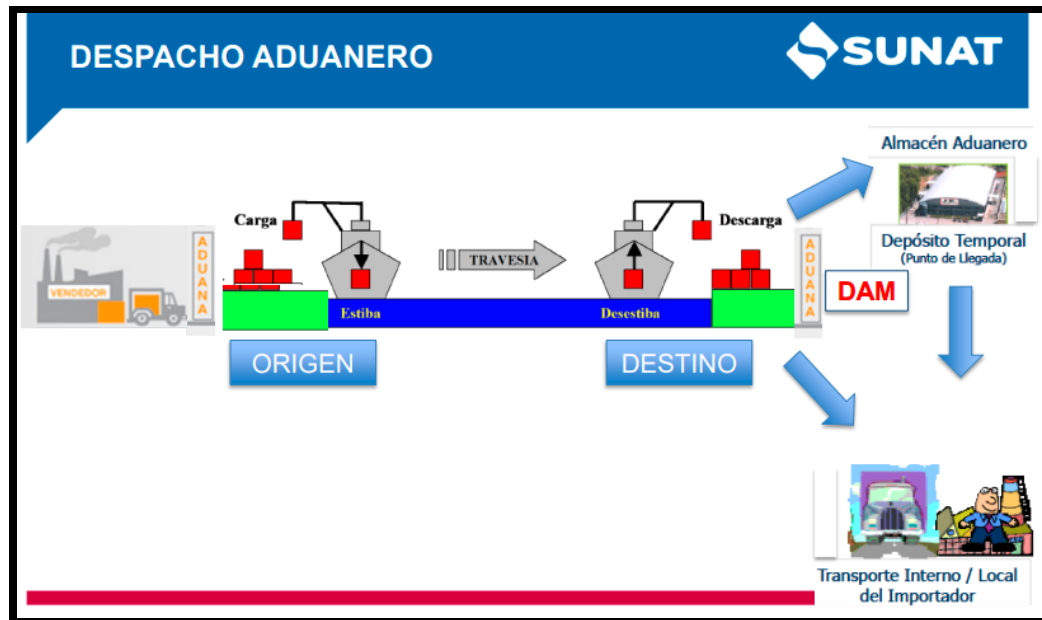 DESPACHO ADUANERO
SUNAT
Almacén Aduanero
Depósito Temporal
(Punto de Llegada)
Carga
Descarga
VENDEDOR
ADUANA
TRAVESIA
ADUANA
DAM
Estiba
Desestiba
ORIGEN
DESTINO
Transporte Interno / Local
del Importador